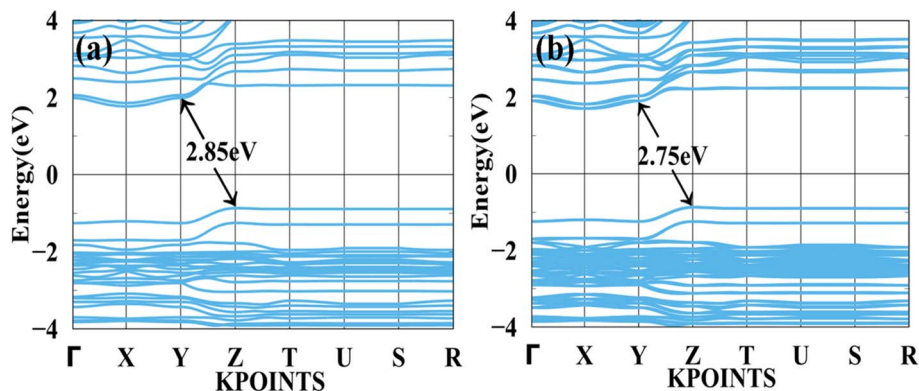 4
(a)
2
2.85eV
0
Energy(eV)
−2
−4
Γ X Y Z T U S R
KPOINTS
4
(b)
2
2.75eV
0
Energy(eV)
−2
−4
Γ X Y Z T U S R
KPOINTS